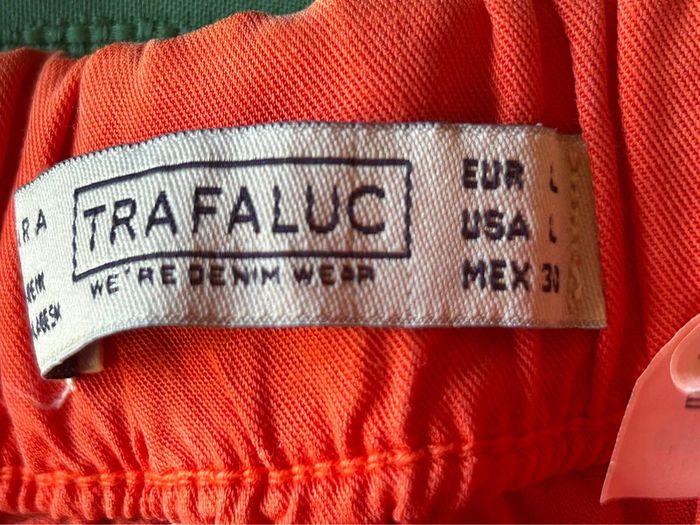 TRAFALUC
WE'RE DENIM WEAR
EUR L
USA L
MEX 30